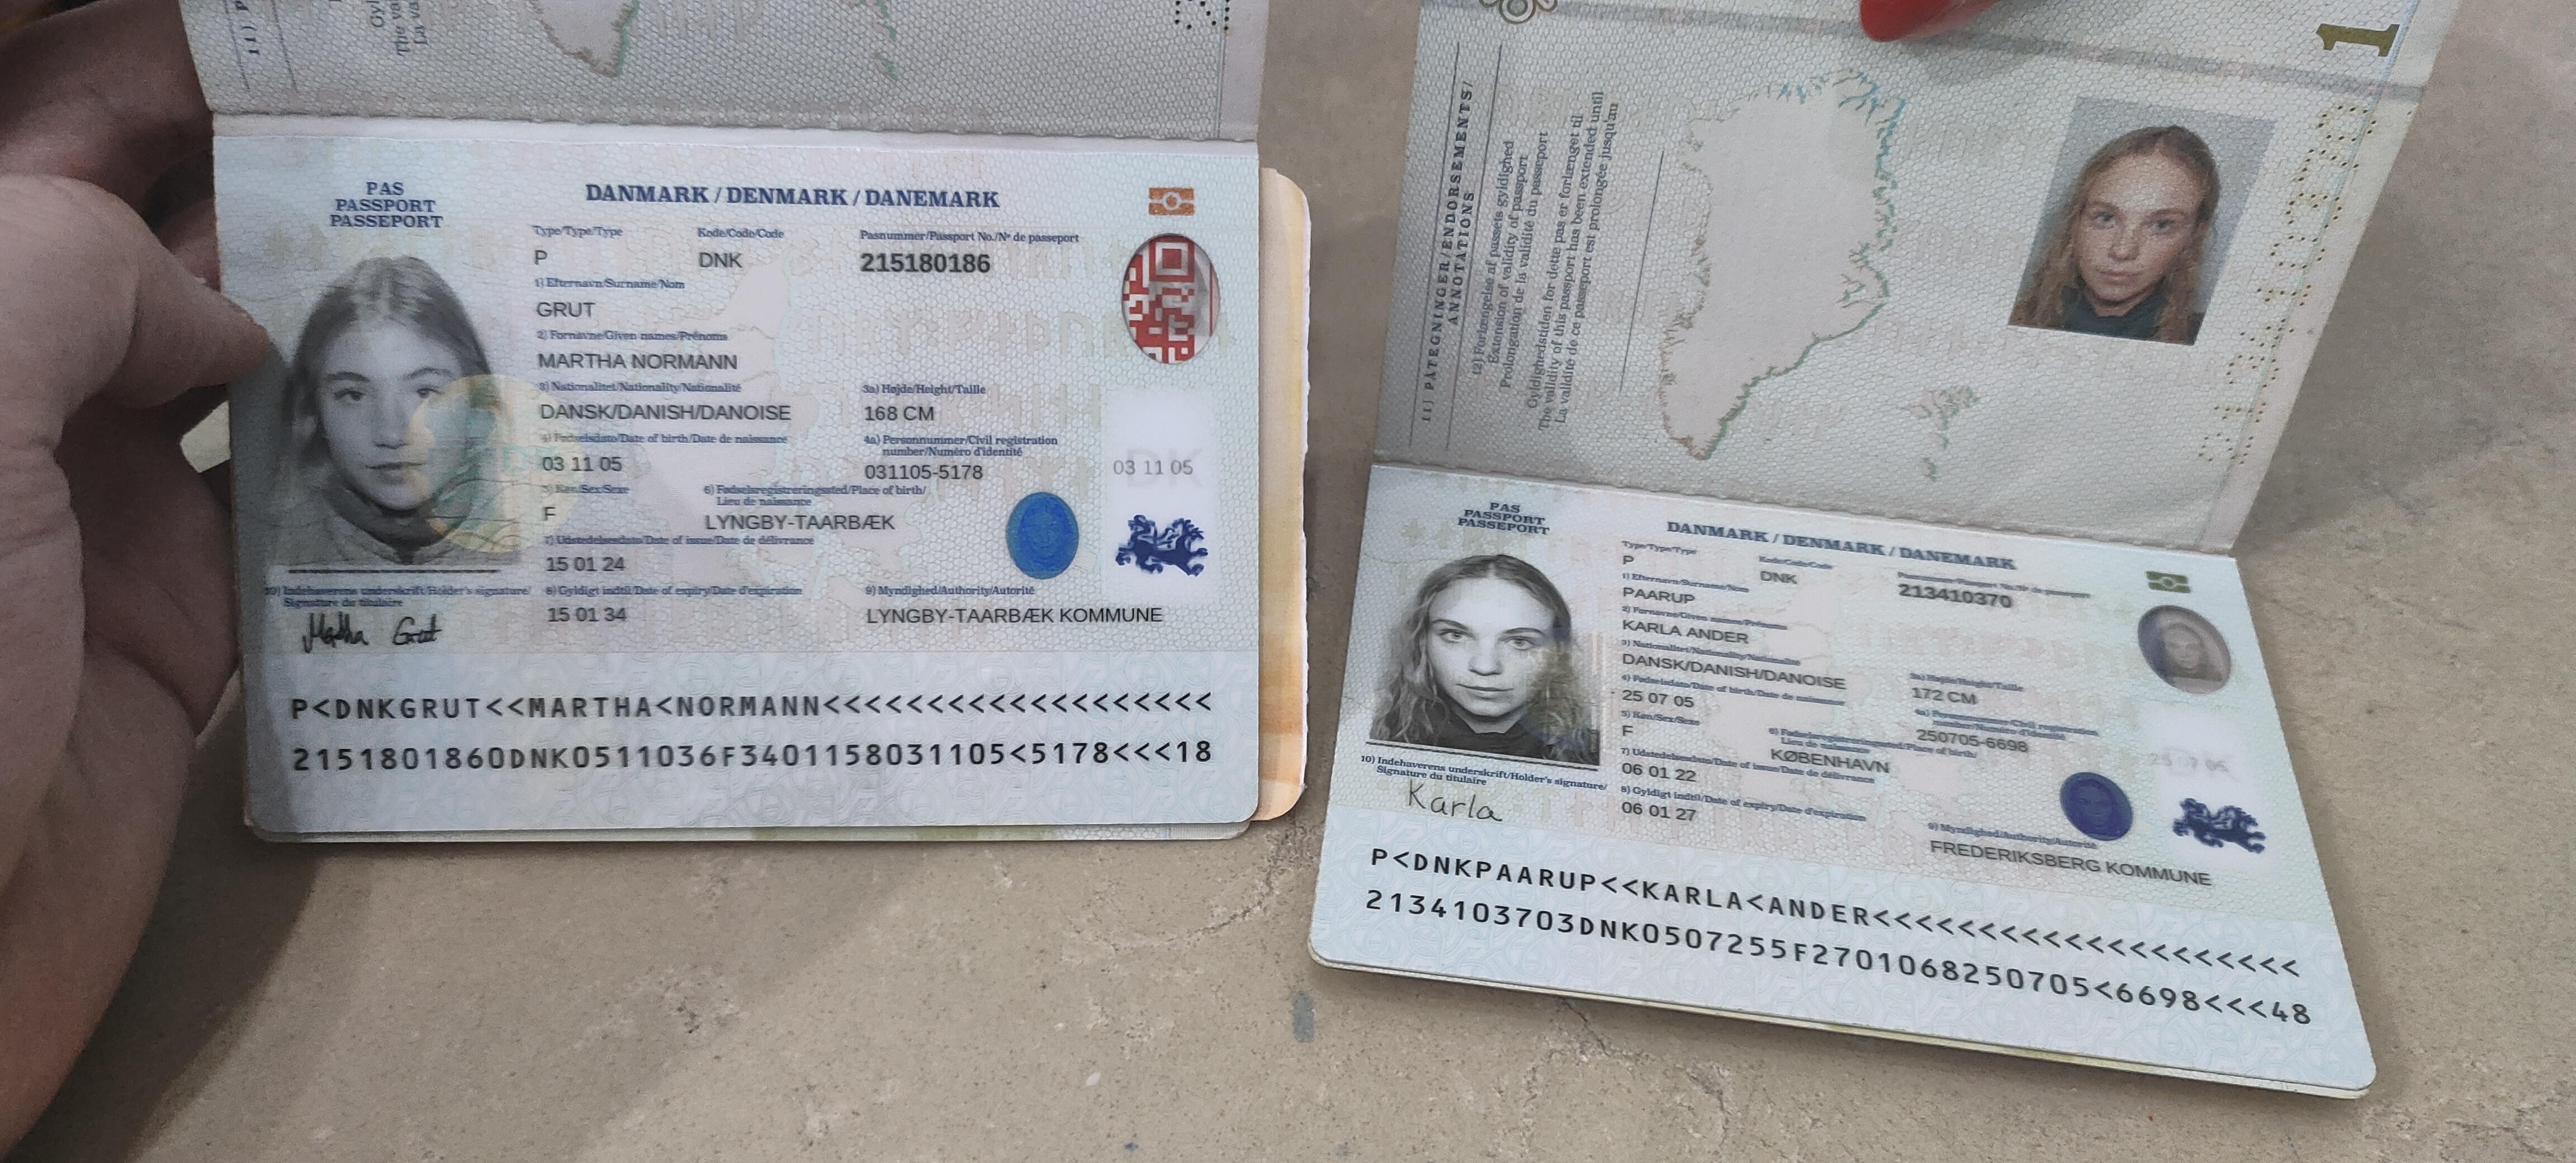 PAS
PASSPORT
PASSEPORT
DANMARK / DENMARK / DANEMARK
Type/Type/Type
Kode/Code/Code
Pasnummer/Passport No./Nº de passeport
P
DNK
215180186
1) Efternavn/Surname/Nom
GRUT
2) Fornavne/Given names/Prénoms
MARTHA NORMANN
3) Nationalitet/Nationality/Nationalité
3a) Højde/Height/Taille
DANSK/DANISH/DANOISE
168 CM
4) Fødselsdato/Date of birth/Date de naissance
4a) Personnummer/Civil registration
number/Numéro d'identité
03 11 05
031105-5178
03 11 05
DK
5) Køn/Sex/Sexe
6) Fødselsregistreringssted/Place of birth/
Lieu de naissance
F
LYNGBY-TAARBÆK
7) Udstedelsesdato/Date of issue/Date de délivrance
15 01 24
10) Indehaverens underskrift/Holder's signature/
Signature du titulaire
8) Gyldigt indtil/Date of expiry/Date d'expiration
9) Myndighed/Authority/Autorité
15 01 34
LYNGBY-TAARBÆK KOMMUNE
Martha Grut
P<DNKGRUT<<MARTHA<NORMANN<<<<<<<<<<<<<<<<<<<
2151801860DNK0511036F3401158031105<5178<<<18
1
11) PÅTEGNINGER/ENDORSEMENTS/
ANNOTATIONS
12) Forlængelse af passets gyldighed
Extension of validity of passport
Prolongation de la validité du passeport
Gyldighedstiden for dette pas er forlænget til
The validity of this passport has been extended until
La validité de ce passeport est prolongée jusqu'au
PAS
PASSPORT
PASSEPORT
DANMARK / DENMARK / DANEMARK
Type/Type/Type
Kode/Code/Code
Pasnummer/Passport No./Nº de passeport
P
DNK
213410370
1) Efternavn/Surname/Nom
PAARUP
2) Fornavne/Given names/Prénoms
KARLA ANDER
3) Nationalitet/Nationality/Nationalité
3a) Højde/Height/Taille
DANSK/DANISH/DANOISE
172 CM
4) Fødselsdato/Date of birth/Date de naissance
4a) Personnummer/Civil registration
number/Numéro d'identité
25 07 05
250705-6698
5) Køn/Sex/Sexe
6) Fødselsregistreringssted/Place of birth/
Lieu de naissance
F
KØBENHAVN
7) Udstedelsesdato/Date of issue/Date de délivrance
06 01 22
10) Indehaverens underskrift/Holder's signature/
Signature du titulaire
8) Gyldigt indtil/Date of expiry/Date d'expiration
9) Myndighed/Authority/Autorité
06 01 27
FREDERIKSBERG KOMMUNE
Karla
P<DNKPAARUP<<KARLA<ANDER<<<<<<<<<<<<<<<<<<<<
2134103703DNK0507255F2701068250705<6698<<<48